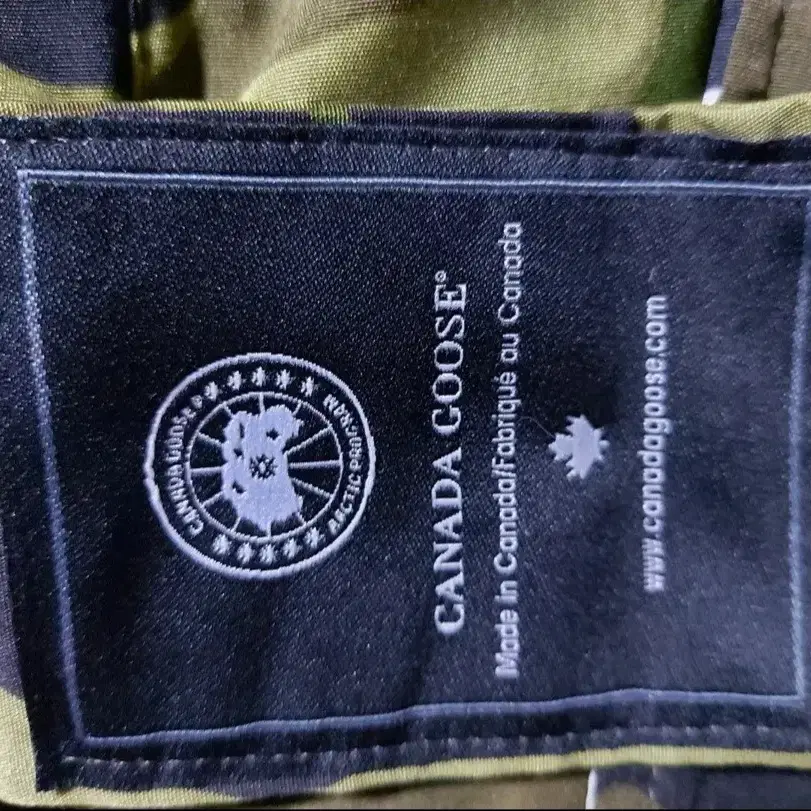 CANADA GOOSE
ARCTIC PROGRAM
CANADA GOOSE®
Made in Canada/Fabriqué au Canada
www.canadagoose.com